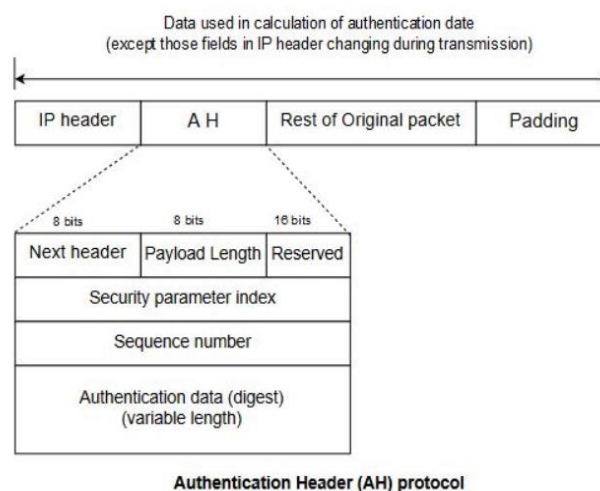 Data used in calculation of authentication date
(except those fields in IP header changing during transmission)
IP header
A H
Rest of Original packet
Padding
8 bits
8 bits
16 bits
Next header
Payload Length
Reserved
Security parameter index
Sequence number
Authentication data (digest)
(variable length)
Authentication Header (AH) protocol